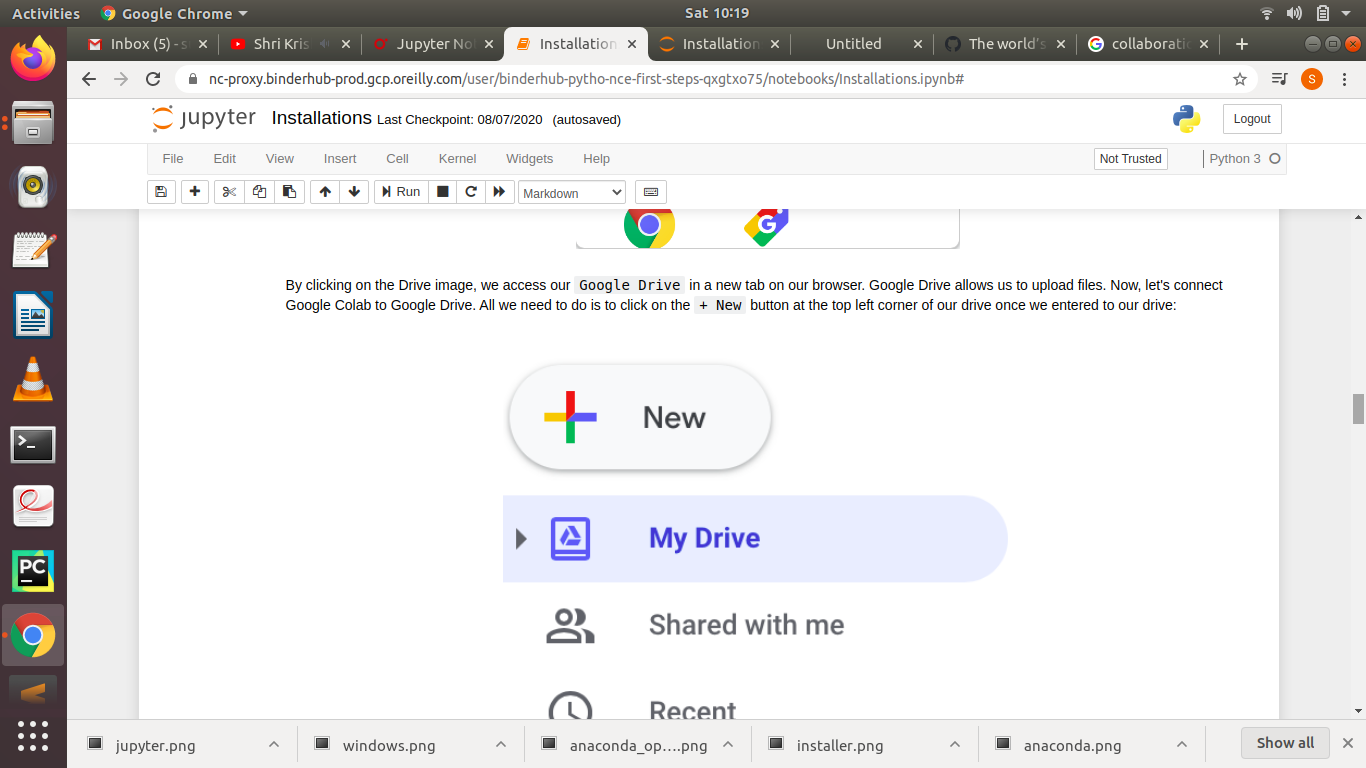 Activities
Google Chrome
Sat 10:19
Inbox (5) - s
Shri Kris
Jupyter No
Installation
Installation
Untitled
The world's
collaboratio
nc-proxy.binderhub-prod.gcp.oreilly.com/user/binderhub-pytho-nce-first-steps-qxgtxo75/notebooks/Installations.ipynb#
S
jupyter
Installations Last Checkpoint: 08/07/2020 (autosaved)
Logout
File Edit View Insert Cell Kernel Widgets Help
Not Trusted
Python 3
Run
Markdown
G
By clicking on the Drive image, we access our Google Drive in a new tab on our browser. Google Drive allows us to upload files. Now, let's connect
Google Colab to Google Drive. All we need to do is to click on the + New button at the top left corner of our drive once we entered to our drive:
New
My Drive
Shared with me
Recent
PC
jupyter.png
windows.png
anaconda_op....png
installer.png
anaconda.png
Show all